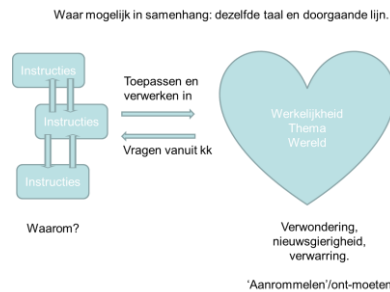 Waar mogelijk in samenhang: dezelfde taal en doorgaande lijn.
Instructies
Instructies
Instructies
Waarom?
Toepassen en
verwerken in
Vragen vanuit kk
Werkelijkheid
Thema
Wereld
Verwondering,
nieuwsgierigheid,
verwarring.
'Aanrommelen'/ont-moeten